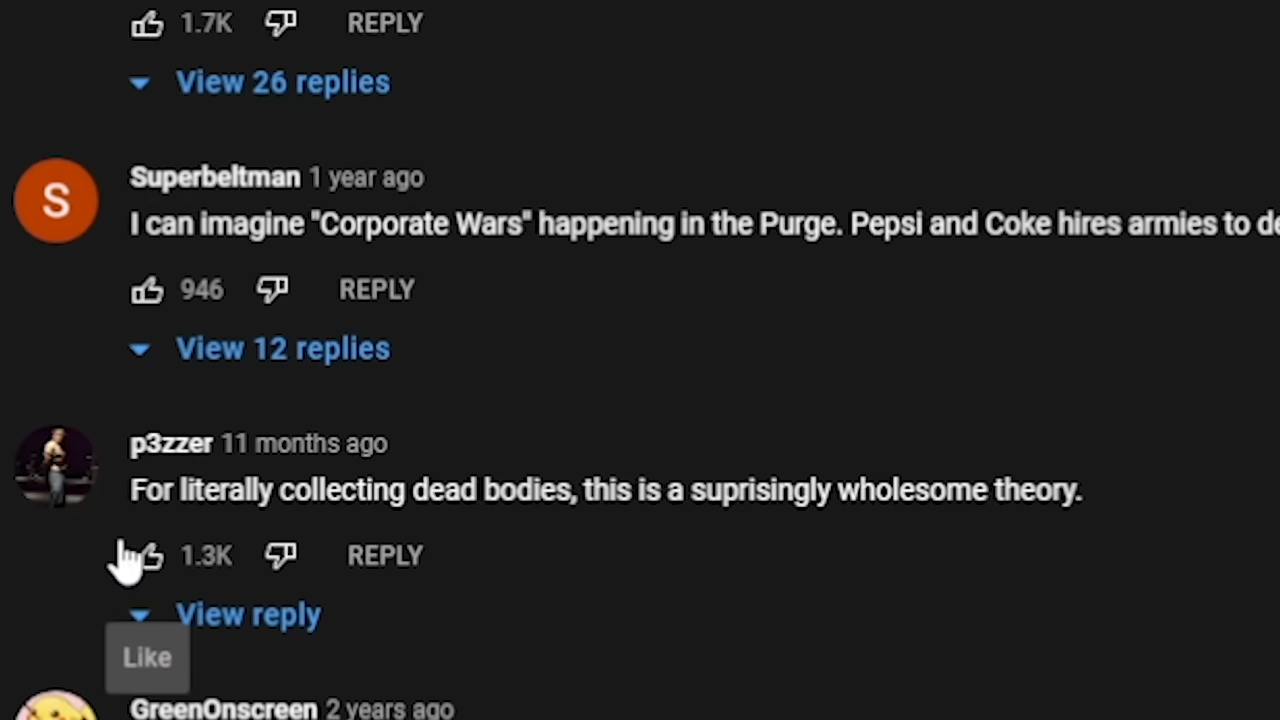 1.7K REPLY
View 26 replies
S
Superbeltman 1 year ago
I can imagine "Corporate Wars" happening in the Purge. Pepsi and Coke hires armies to
946 REPLY
View 12 replies
p3zzer 11 months ago
For literally collecting dead bodies, this is a suprisingly wholesome theory.
1.3K REPLY
View reply
Like
GreenOnscreen 2 years ago